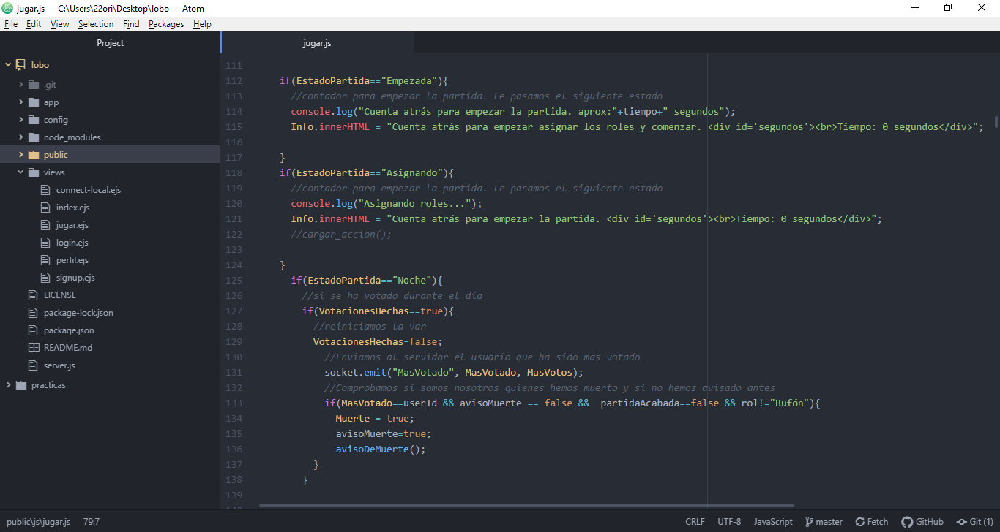 jugar.js — C:\Users\22ori\Desktop\lobo — Atom
File Edit View Selection Find Packages Help
Project
lobo
.git
app
config
node_modules
public
views
connect-local.ejs
index.ejs
jugar.ejs
login.ejs
perfil.ejs
signup.ejs
LICENSE
package-lock.json
package.json
README.md
server.js
practicas
jugar.js
111
112 if(EstadoPartida=="Empezada"){
113 //contador para empezar la partida. Le pasamos el siguiente estado
114 console.log("Cuenta atrás para empezar la partida. aprox:"+tiempo+" segundos");
115 Info.innerHTML = "Cuenta atrás para empezar asignar los roles y comenzar. <div id='segundos'><br>Tiempo: 0 segundos</div>";
116
117 }
118 if(EstadoPartida=="Asignando"){
119 //contador para empezar la partida. Le pasamos el siguiente estado
120 console.log("Asignando roles...");
121 Info.innerHTML = "Cuenta atrás para empezar la partida. <div id='segundos'><br>Tiempo: 0 segundos</div>";
122 //cargar_accion();
123
124 }
125 if(EstadoPartida=="Noche"){
126 //si se ha votado durante el día
127 if(VotacionesHechas==true){
128 //reiniciamos la var
129 VotacionesHechas=false;
130 //Enviamos al servidor el usuario que ha sido mas votado
131 socket.emit("MasVotado", MasVotado, MasVotos);
132 //Comprobamos si somos nosotros quienes hemos muerto y si no hemos avisado antes
133 if(MasVotado==userId && avisoMuerte == false &&  partidaAcabada==false && rol!="Bufón"){
134 Muerte = true;
135 avisoMuerte=true;
136 avisoDeMuerte();
137 }
138 }
139
public\js\jugar.js 79:7 CRLF UTF-8 JavaScript master Fetch GitHub Git (1)